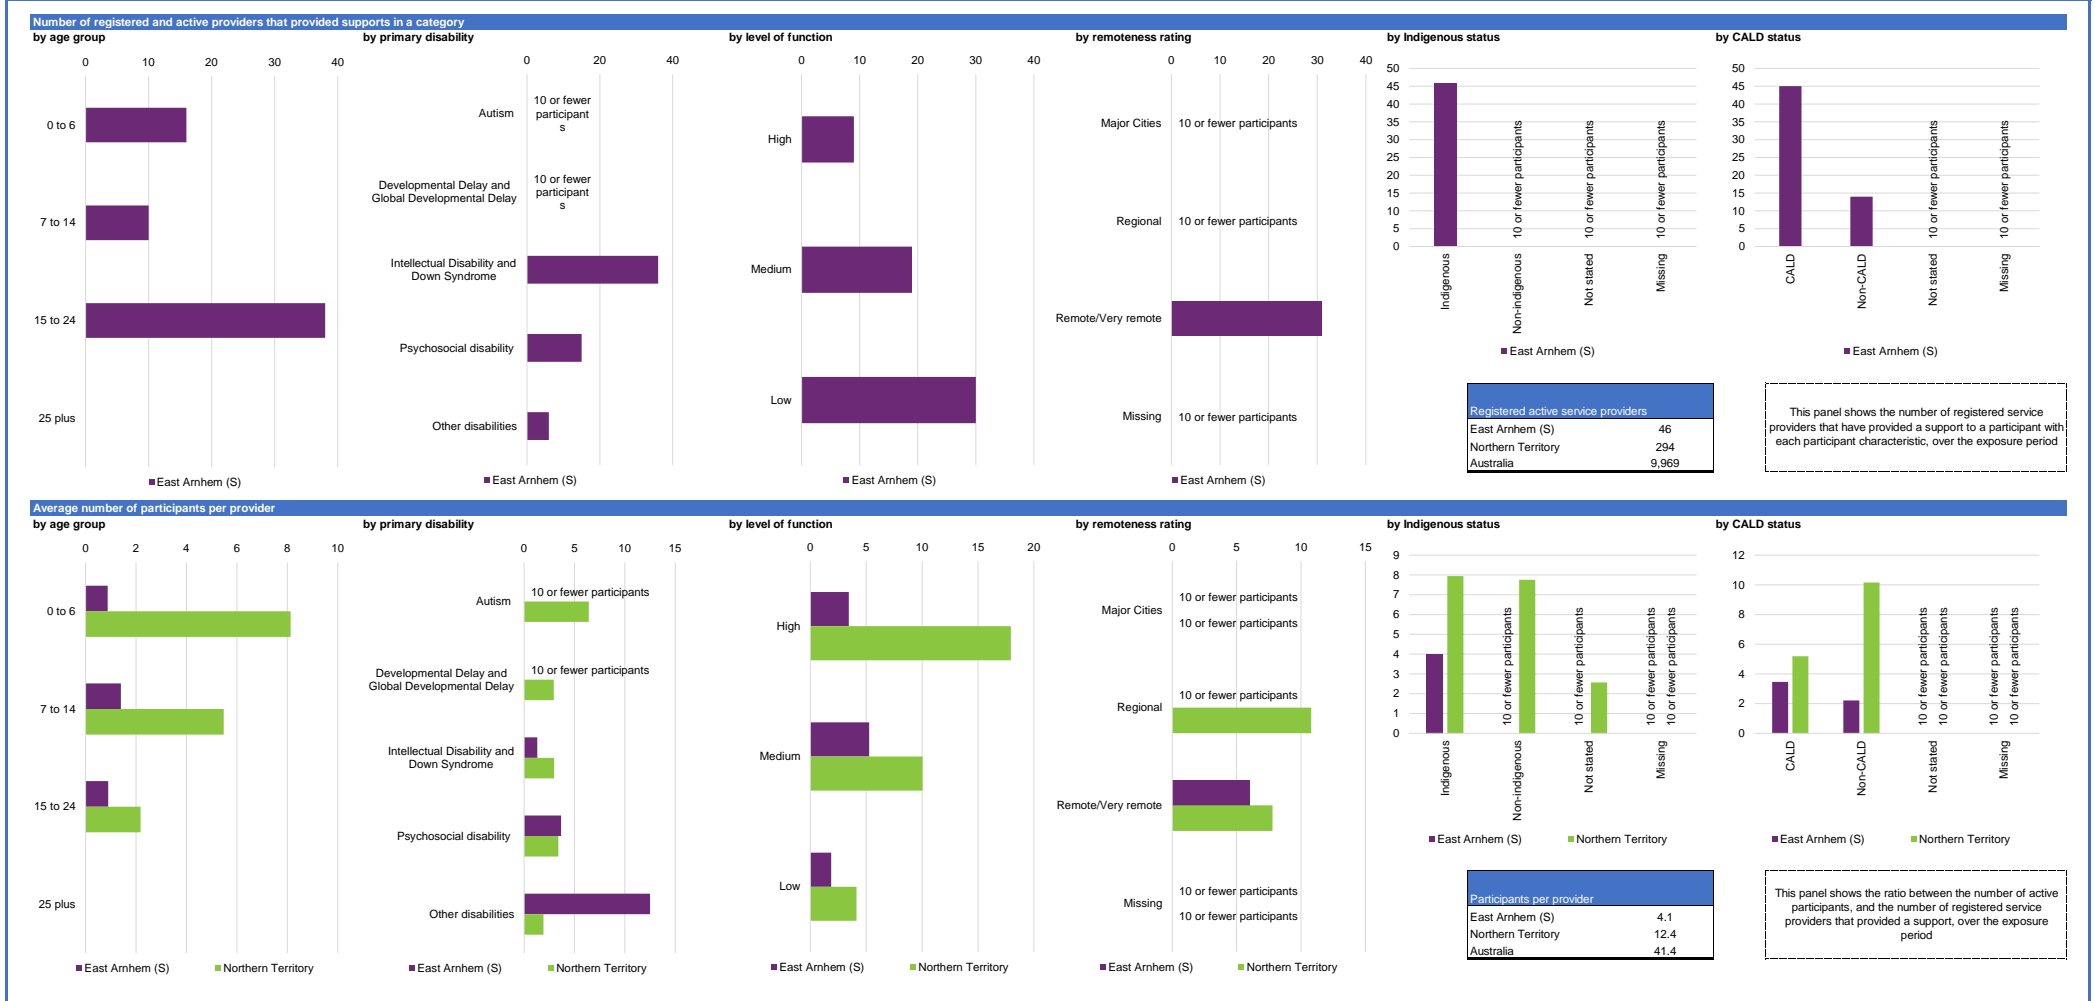 Number of registered and active providers that provided supports in a category
by age group
0 10 20 30 40
0 to 6
7 to 14
15 to 24
25 plus
East Arnhem (S)
by primary disability
0 20 40
Autism
10 or fewer
participant
s
Developmental Delay and
Global Developmental Delay
10 or fewer
participant
s
Intellectual Disability and
Down Syndrome
Psychosocial disability
Other disabilities
East Arnhem (S)
by level of function
0 10 20 30 40
High
Medium
Low
East Arnhem (S)
by remoteness rating
0 10 20 30 40
Major Cities 10 or fewer participants
Regional 10 or fewer participants
Remote/Very remote
Missing 10 or fewer participants
East Arnhem (S)
by Indigenous status
50
45
40
35
30
25
20
15
10
5
0
10 or fewer participants
10 or fewer participants
10 or fewer participants
Indigenous
Non-indigenous
Not stated
Missing
East Arnhem (S)
by CALD status
50
45
40
35
30
25
20
15
10
5
0
10 or fewer participants
10 or fewer participants
CALD
Non-CALD
Not stated
Missing
East Arnhem (S)
Registered active service providers
East Arnhem (S) 46
Northern Territory 294
Australia 9,969
This panel shows the number of registered service
providers that have provided a support to a participant with
each participant characteristic, over the exposure period
Average number of participants per provider
by age group
0 2 4 6 8 10
0 to 6
7 to 14
15 to 24
25 plus
East Arnhem (S) Northern Territory
by primary disability
0 5 10 15
Autism
10 or fewer participants
Developmental Delay and
Global Developmental Delay
10 or fewer participants
Intellectual Disability and
Down Syndrome
Psychosocial disability
Other disabilities
East Arnhem (S) Northern Territory
by level of function
0 5 10 15 20
High
Medium
Low
East Arnhem (S) Northern Territory
by remoteness rating
0 5 10 15
Major Cities
10 or fewer participants
10 or fewer participants
Regional
10 or fewer participants
Remote/Very remote
Missing
10 or fewer participants
10 or fewer participants
East Arnhem (S) Northern Territory
by Indigenous status
9
8
7
6
5
4
3
2
1
0
10 or fewer participants
10 or fewer participants
10 or fewer participants
10 or fewer participants
Indigenous
Non-indigenous
Not stated
Missing
East Arnhem (S) Northern Territory
by CALD status
12
10
8
6
4
2
0
10 or fewer participants
10 or fewer participants
10 or fewer participants
10 or fewer participants
CALD
Non-CALD
Not stated
Missing
East Arnhem (S) Northern Territory
Participants per provider
East Arnhem (S) 4.1
Northern Territory 12.4
Australia 41.4
This panel shows the ratio between the number of active
participants, and the number of registered service
providers that provided a support, over the exposure
period